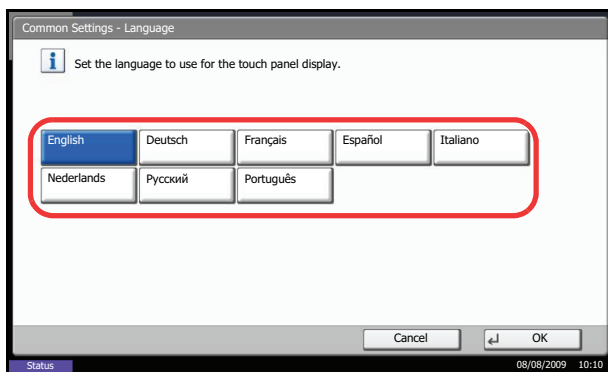 Common Settings - Language
i Set the language to use for the touch panel display.
English Deutsch Français Español Italiano
Nederlands Русский Português
Cancel OK
Status 08/08/2009 10:10